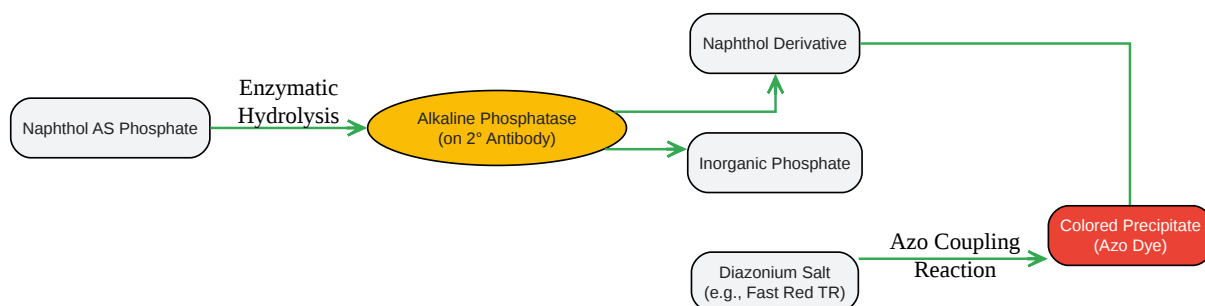 Naphthol AS Phosphate
Enzymatic
Hydrolysis
Alkaline Phosphatase
(on 2° Antibody)
Naphthol Derivative
Inorganic Phosphate
Diazonium Salt
(e.g., Fast Red TR)
Azo Coupling
Reaction
Colored Precipitate
(Azo Dye)